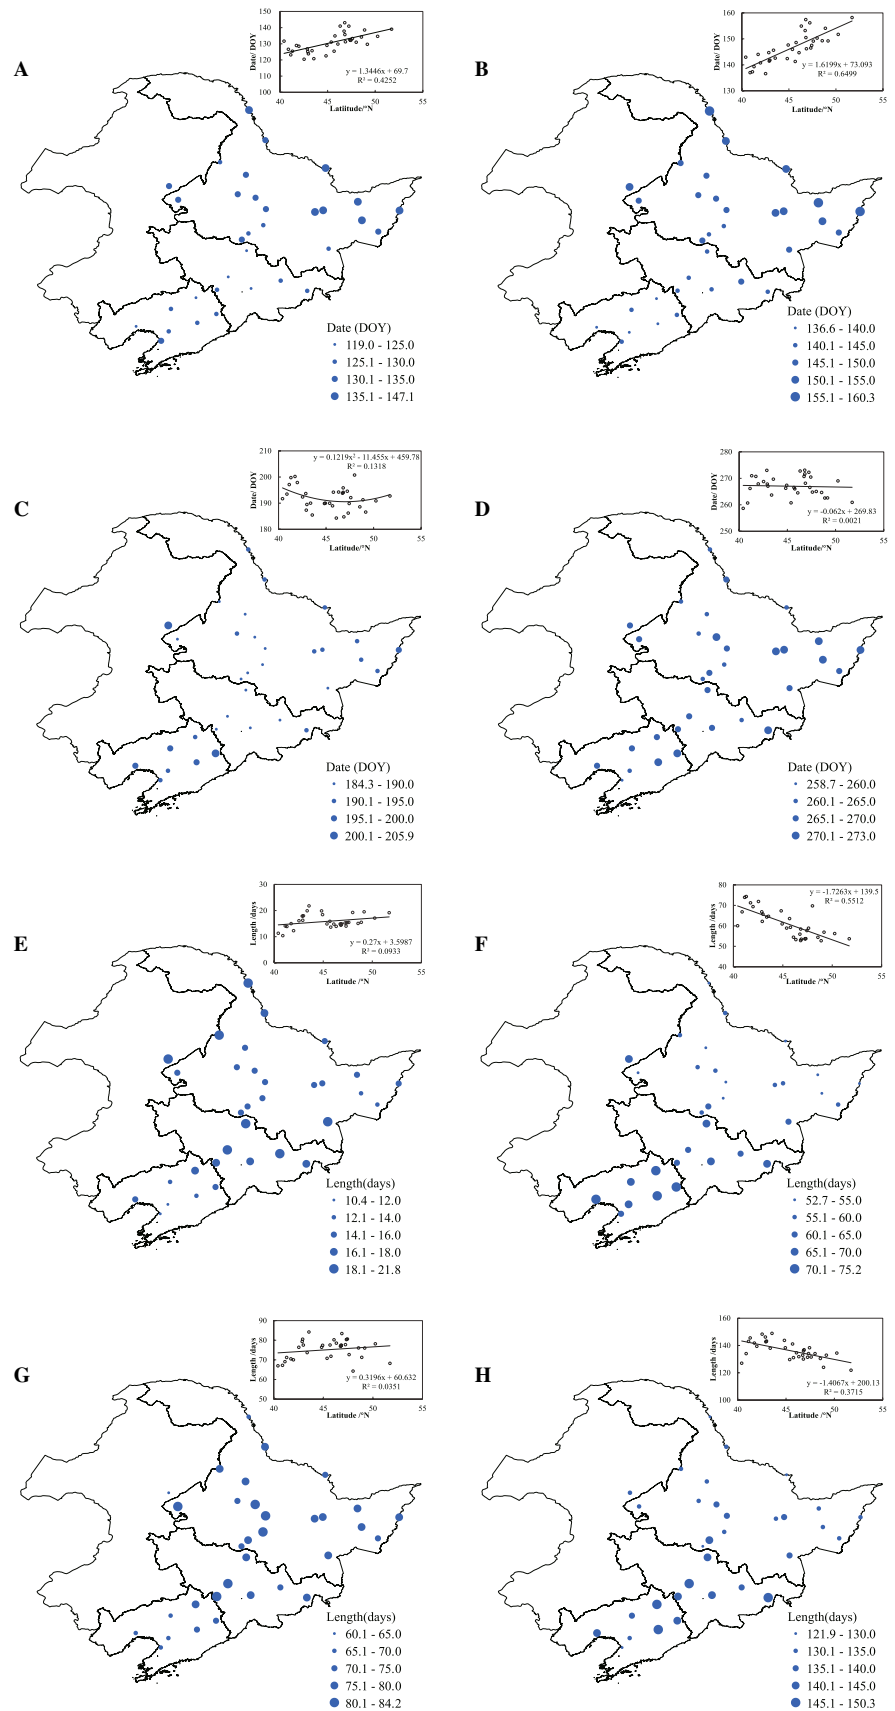 A
Date/ DOY
150
140
130
120
110
100
40
45
50
55
y = 1.3446x + 69.7
R² = 0.4252
Latiitude/°N
Date (DOY)
119.0 - 125.0
125.1 - 130.0
130.1 - 135.0
135.1 - 147.1
B
Date/ DOY
160
150
140
130
40
45
50
55
y = 1.6199x + 73.093
R² = 0.6499
Latitude/°N
Date (DOY)
136.6 - 140.0
140.1 - 145.0
145.1 - 150.0
150.1 - 155.0
155.1 - 160.3
C
Date/ DOY
210
200
190
180
40
45
50
55
y = 0.1219x² - 11.455x + 459.78
R² = 0.1318
Latitude/°N
Date (DOY)
184.3 - 190.0
190.1 - 195.0
195.1 - 200.0
200.1 - 205.9
D
Date/ DOY
280
270
260
250
40
45
50
55
y = -0.062x + 269.83
R² = 0.0021
Latitude/°N
Date (DOY)
258.7 - 260.0
260.1 - 265.0
265.1 - 270.0
270.1 - 273.0
E
Length /days
30
20
10
0
40
45
50
55
y = 0.27x + 3.5987
R² = 0.0933
Latitude /°N
Length(days)
10.4 - 12.0
12.1 - 14.0
14.1 - 16.0
16.1 - 18.0
18.1 - 21.8
F
Length/days
80
70
60
50
40
40
45
50
55
y = -1.7263x + 139.5
R² = 0.5512
Latitude /°N
Length(days)
52.7 - 55.0
55.1 - 60.0
60.1 - 65.0
65.1 - 70.0
70.1 - 75.2
G
Length /days
90
80
70
60
50
40
45
50
55
y = 0.3196x + 60.632
R² = 0.0351
Latitude /°N
Length(days)
60.1 - 65.0
65.1 - 70.0
70.1 - 75.0
75.1 - 80.0
80.1 - 84.2
H
Length /days
160
140
120
100
40
45
50
55
y = -1.4067x + 200.13
R² = 0.3715
Latitude /°N
Length(days)
121.9 - 130.0
130.1 - 135.0
135.1 - 140.0
140.1 - 145.0
145.1 - 150.3